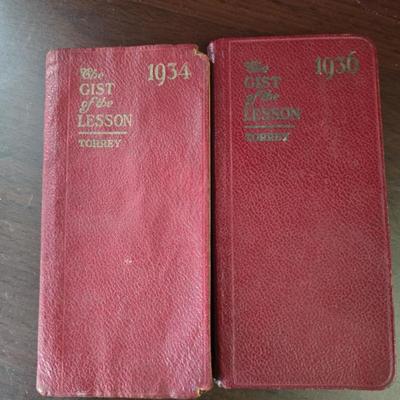 The 1934
GIST
of the
LESSON
TORREY
The 1936
GIST
of the
LESSON
TORREY